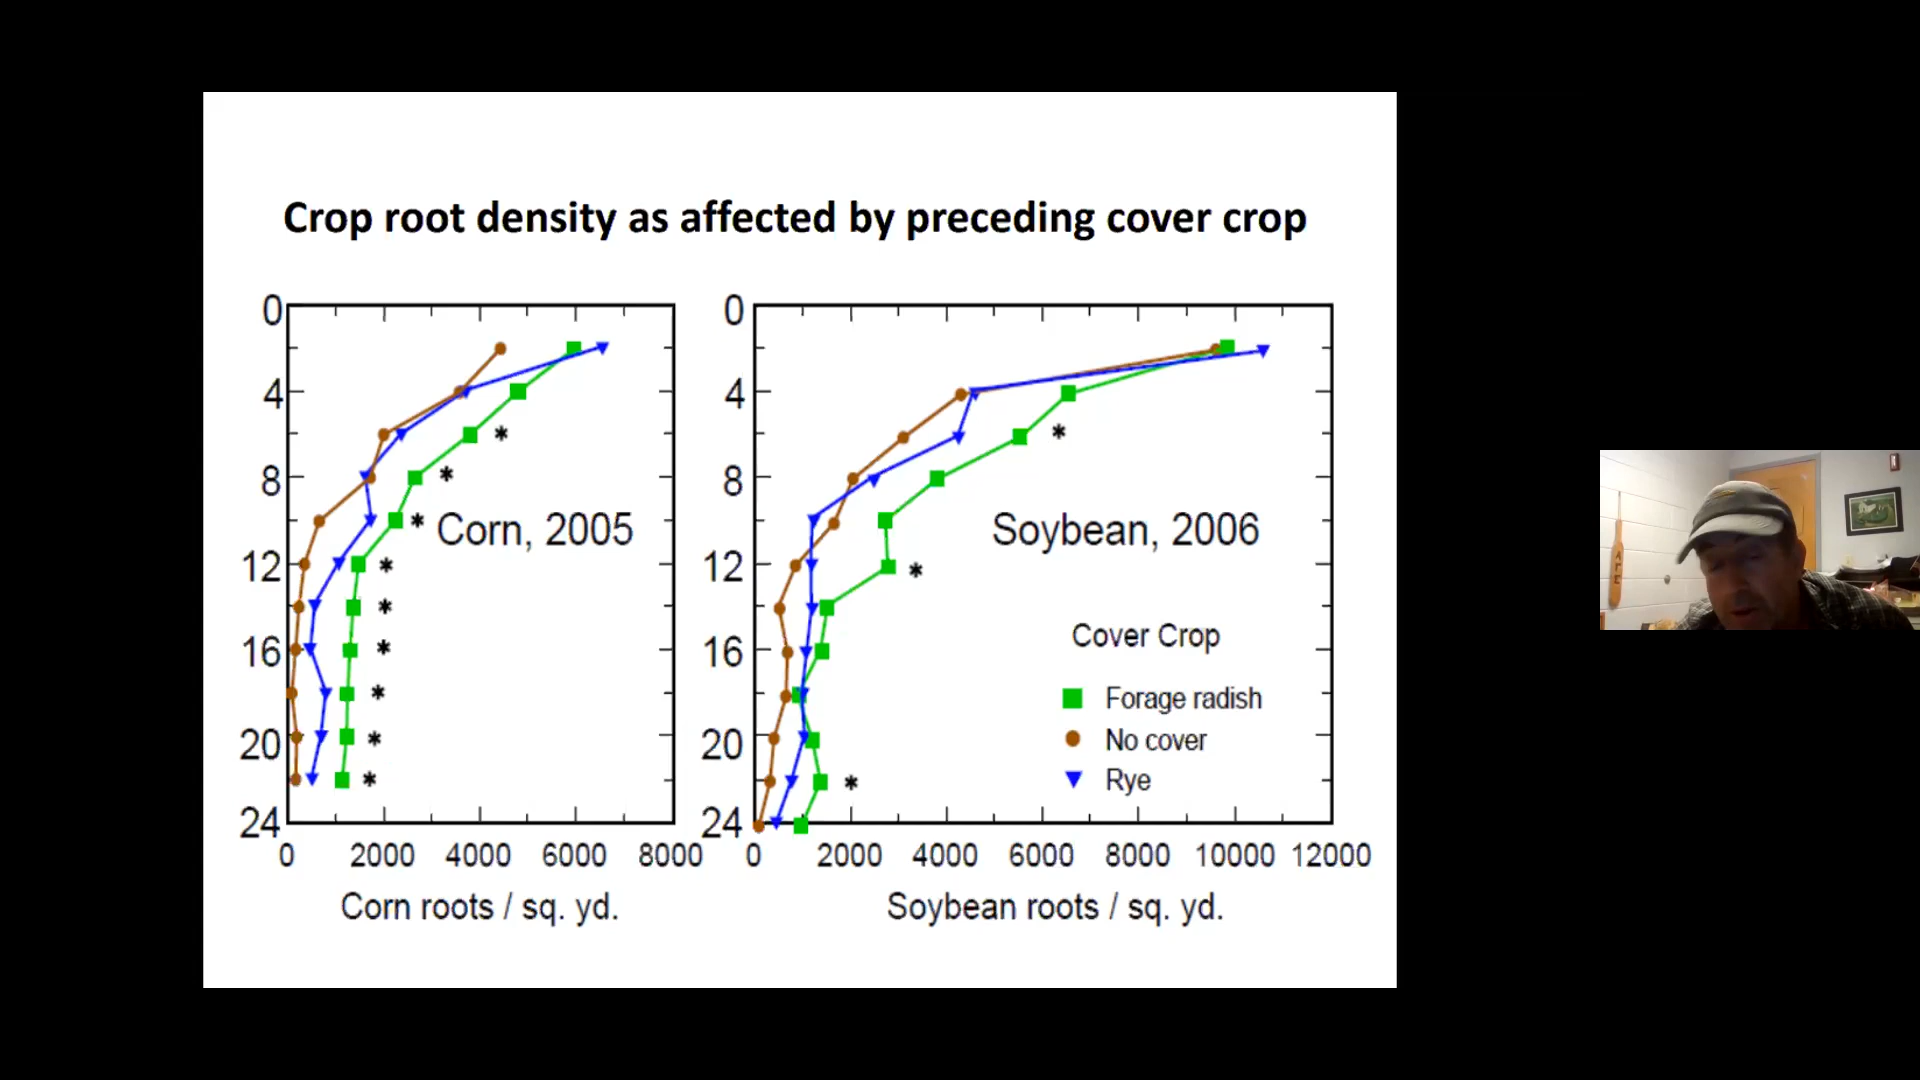 Crop root density as affected by preceding cover crop
0
4
8
12
16
20
24
0 2000 4000 6000 8000
Corn, 2005
* * * * * * * * *
Corn roots / sq. yd.
0
4
8
12
16
20
24
0 2000 4000 6000 8000 10000 12000
Soybean, 2006
* * *
Cover Crop
Forage radish
No cover
Rye
Soybean roots / sq. yd.